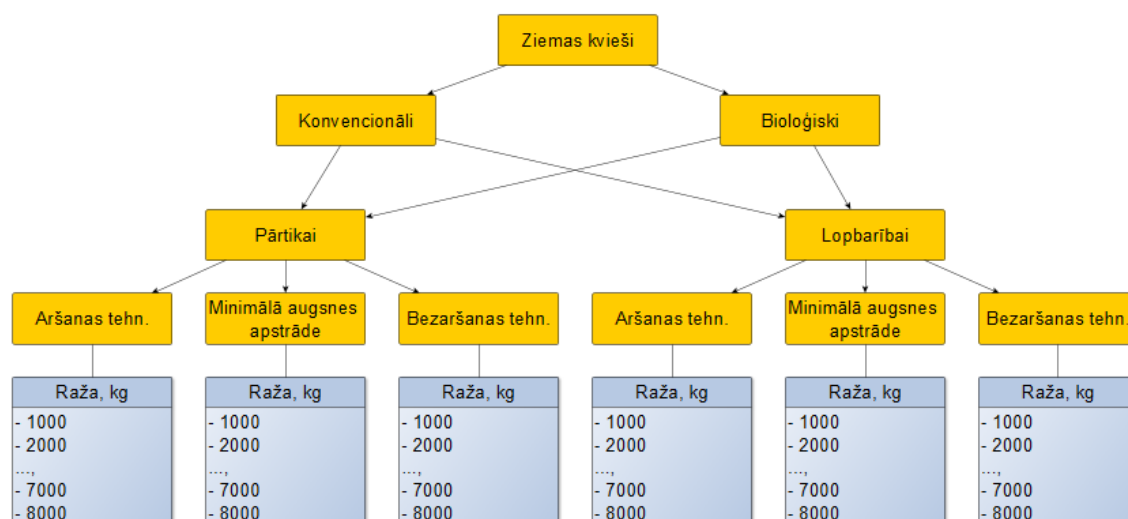 Ziemas kvieši
Konvencionāli
Bioloģiski
Pārtikai
Lopbarībai
Aršanas tehn.
Minimālā augsnes
apstrāde
Bezaršanas tehn.
Aršanas tehn.
Minimālā augsnes
apstrāde
Bezaršanas tehn.
Raža, kg
- 1000
- 2000
...,
- 7000
- 8000
Raža, kg
- 1000
- 2000
...,
- 7000
- 8000
Raža, kg
- 1000
- 2000
...,
- 7000
- 8000
Raža, kg
- 1000
- 2000
...,
- 7000
- 8000
Raža, kg
- 1000
- 2000
...,
- 7000
- 8000
Raža, kg
- 1000
- 2000
...,
- 7000
- 8000